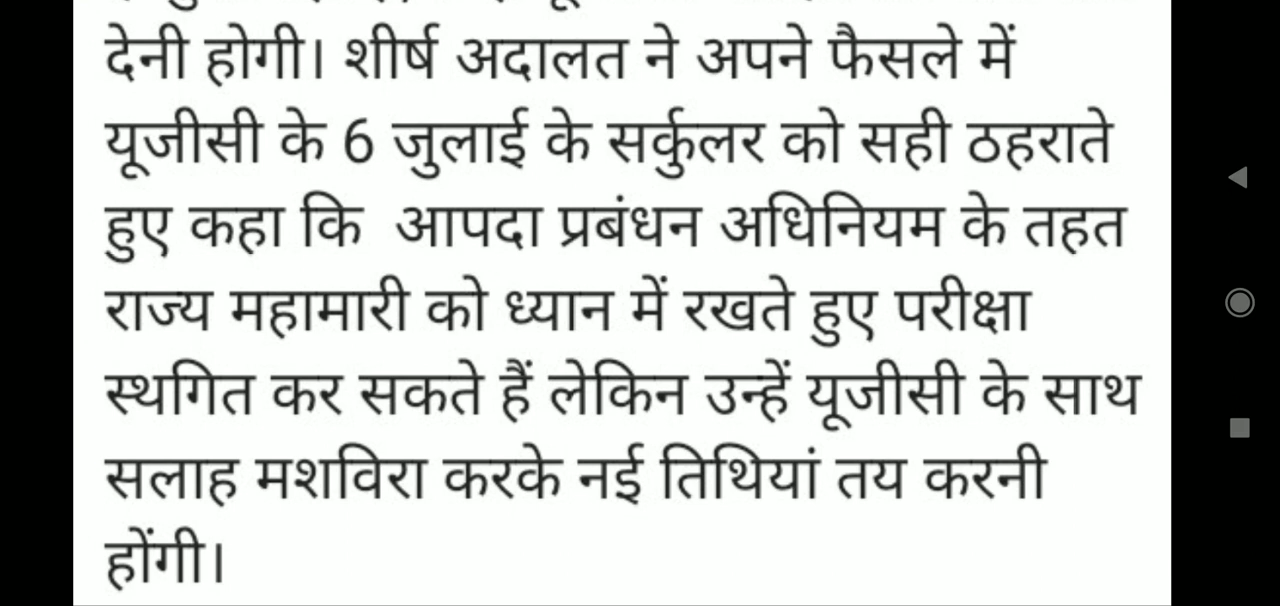 देनी होगी। शीर्ष अदालत ने अपने फैसले में
यूजीसी के 6 जुलाई के सर्कुलर को सही ठहराते
हुए कहा कि आपदा प्रबंधन अधिनियम के तहत
राज्य महामारी को ध्यान में रखते हुए परीक्षा
स्थगित कर सकते हैं लेकिन उन्हें यूजीसी के साथ
सलाह मशविरा करके नई तिथियां तय करनी
होंगी।